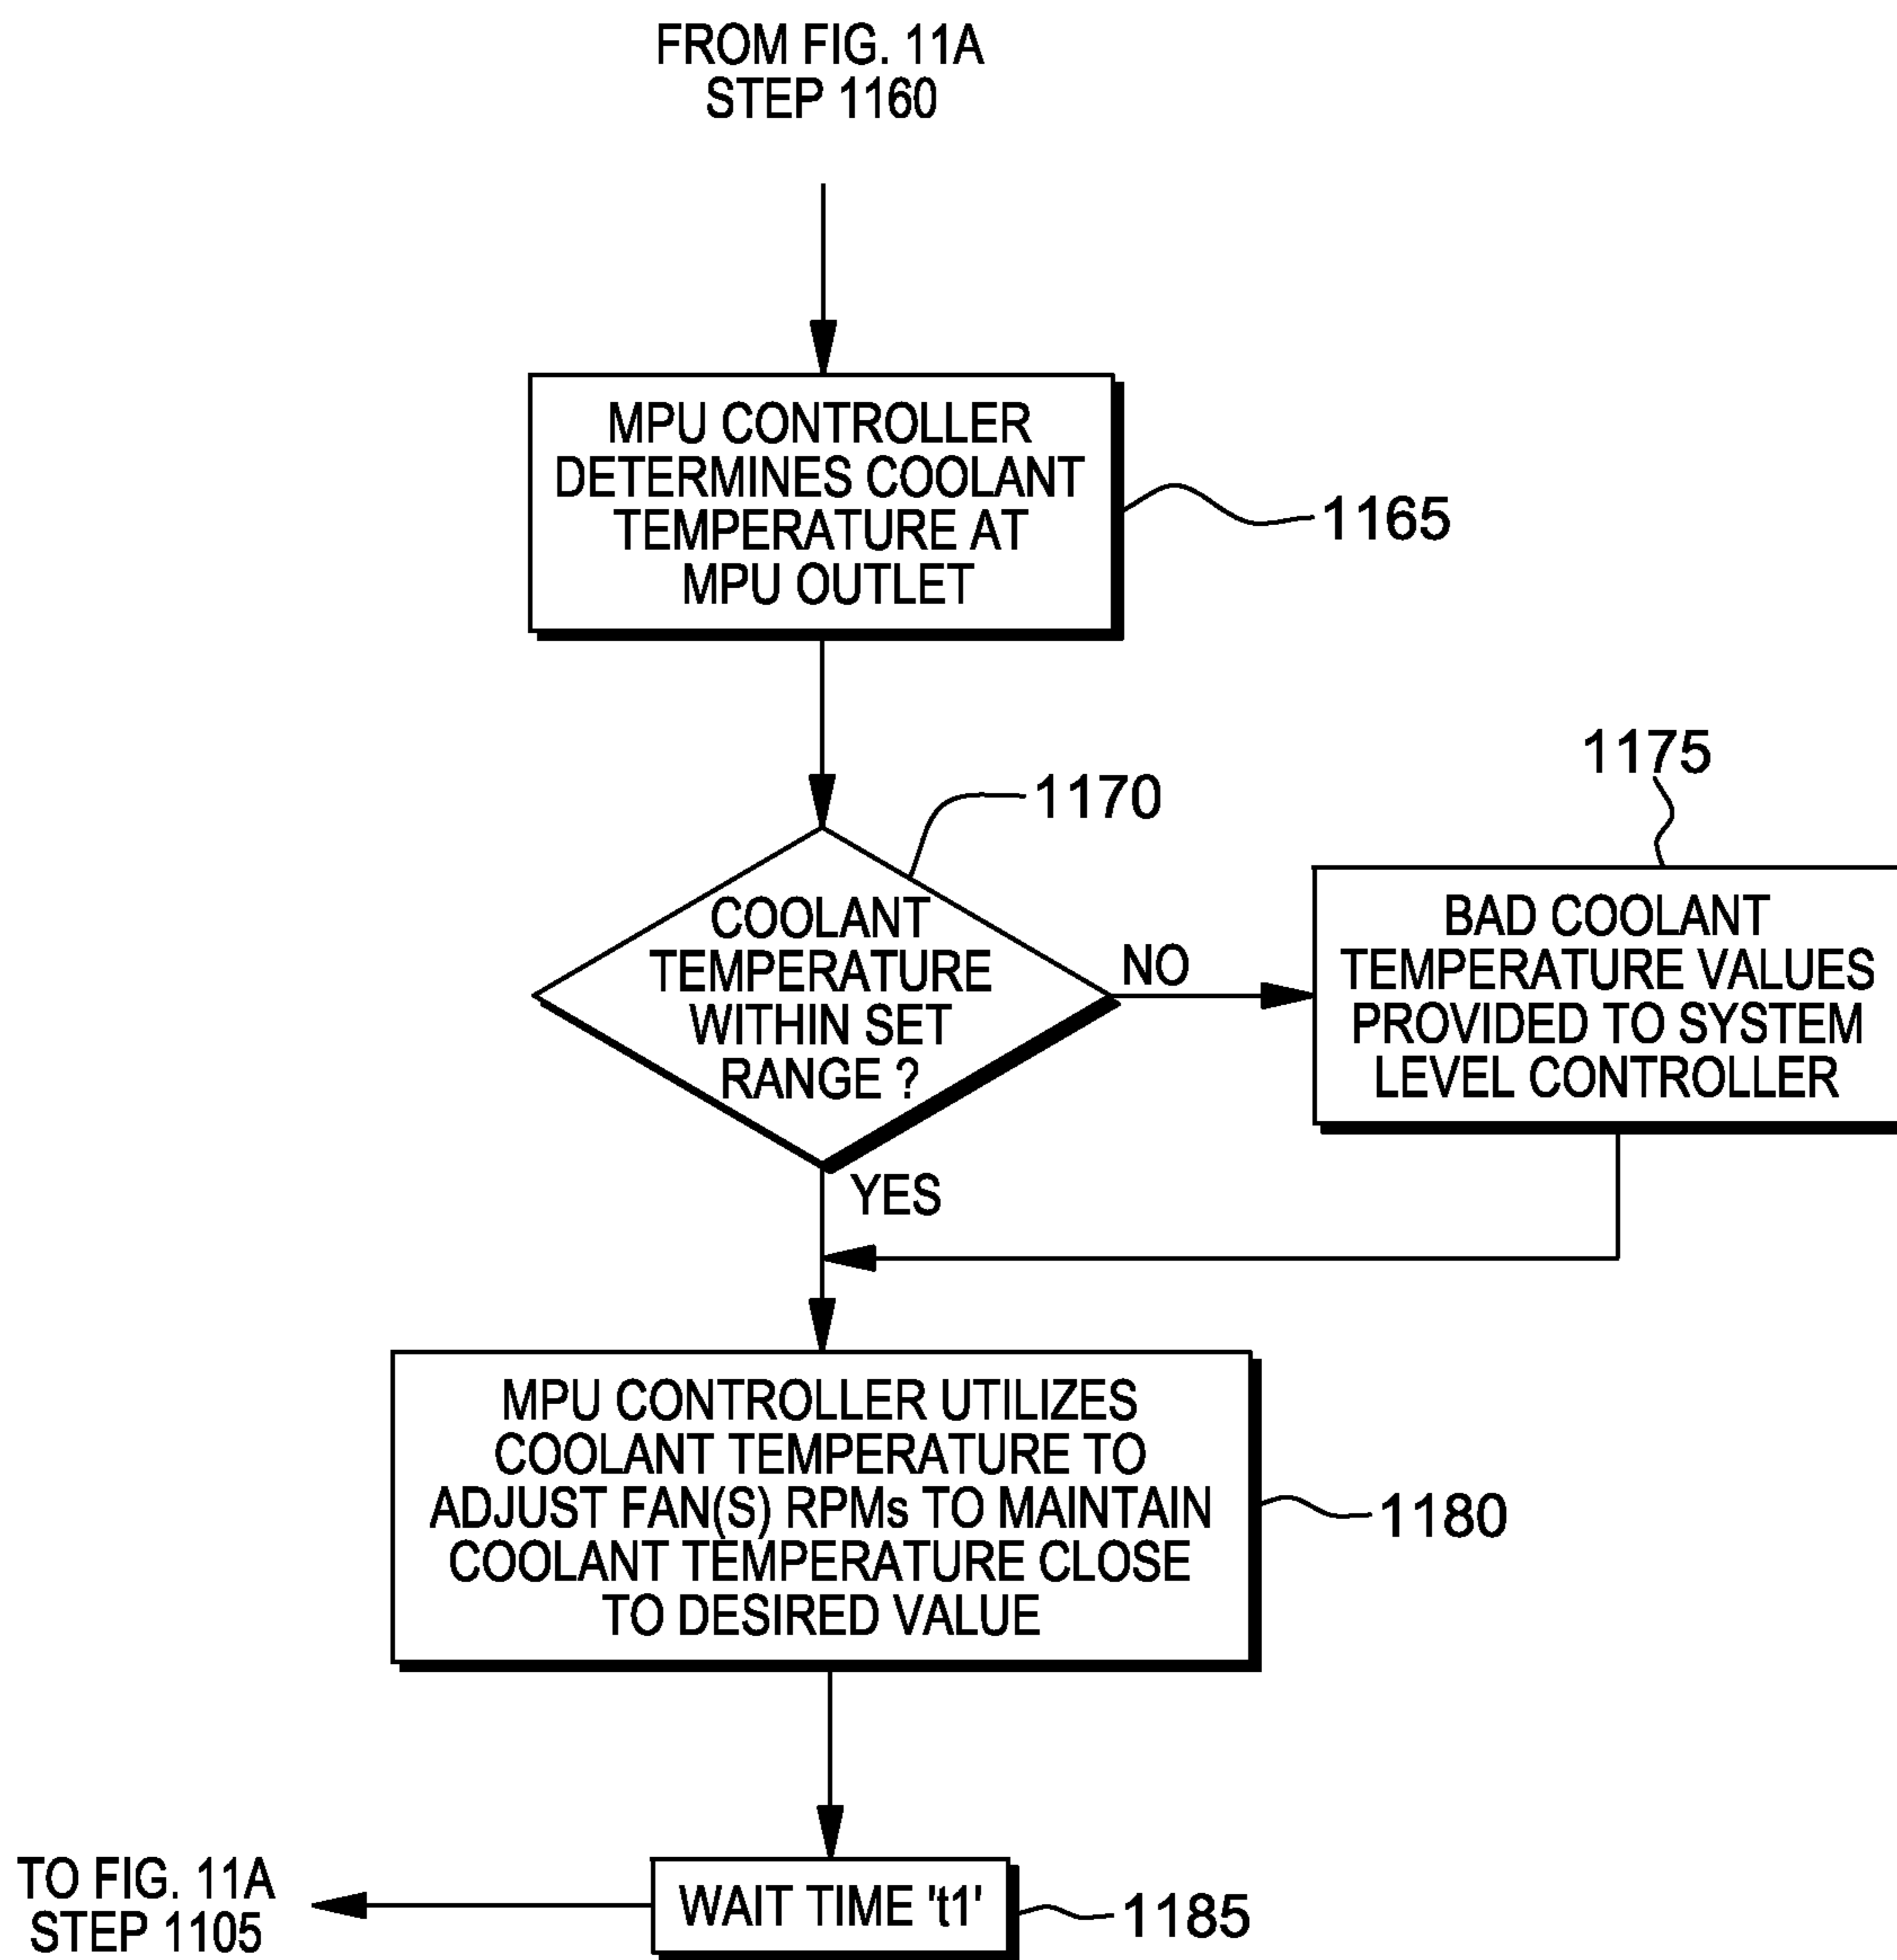 FROM FIG. 11A
STEP 1160
MPU CONTROLLER
DETERMINES COOLANT
TEMPERATURE AT
MPU OUTLET
1165
1170
1175
COOLANT
TEMPERATURE
WITHIN SET
RANGE ?
NO
BAD COOLANT
TEMPERATURE VALUES
PROVIDED TO SYSTEM
LEVEL CONTROLLER
YES
MPU CONTROLLER UTILIZES
COOLANT TEMPERATURE TO
ADJUST FAN(S) RPMs TO MAINTAIN
COOLANT TEMPERATURE CLOSE
TO DESIRED VALUE
1180
WAIT TIME 't1'
1185
TO FIG. 11A
STEP 1105